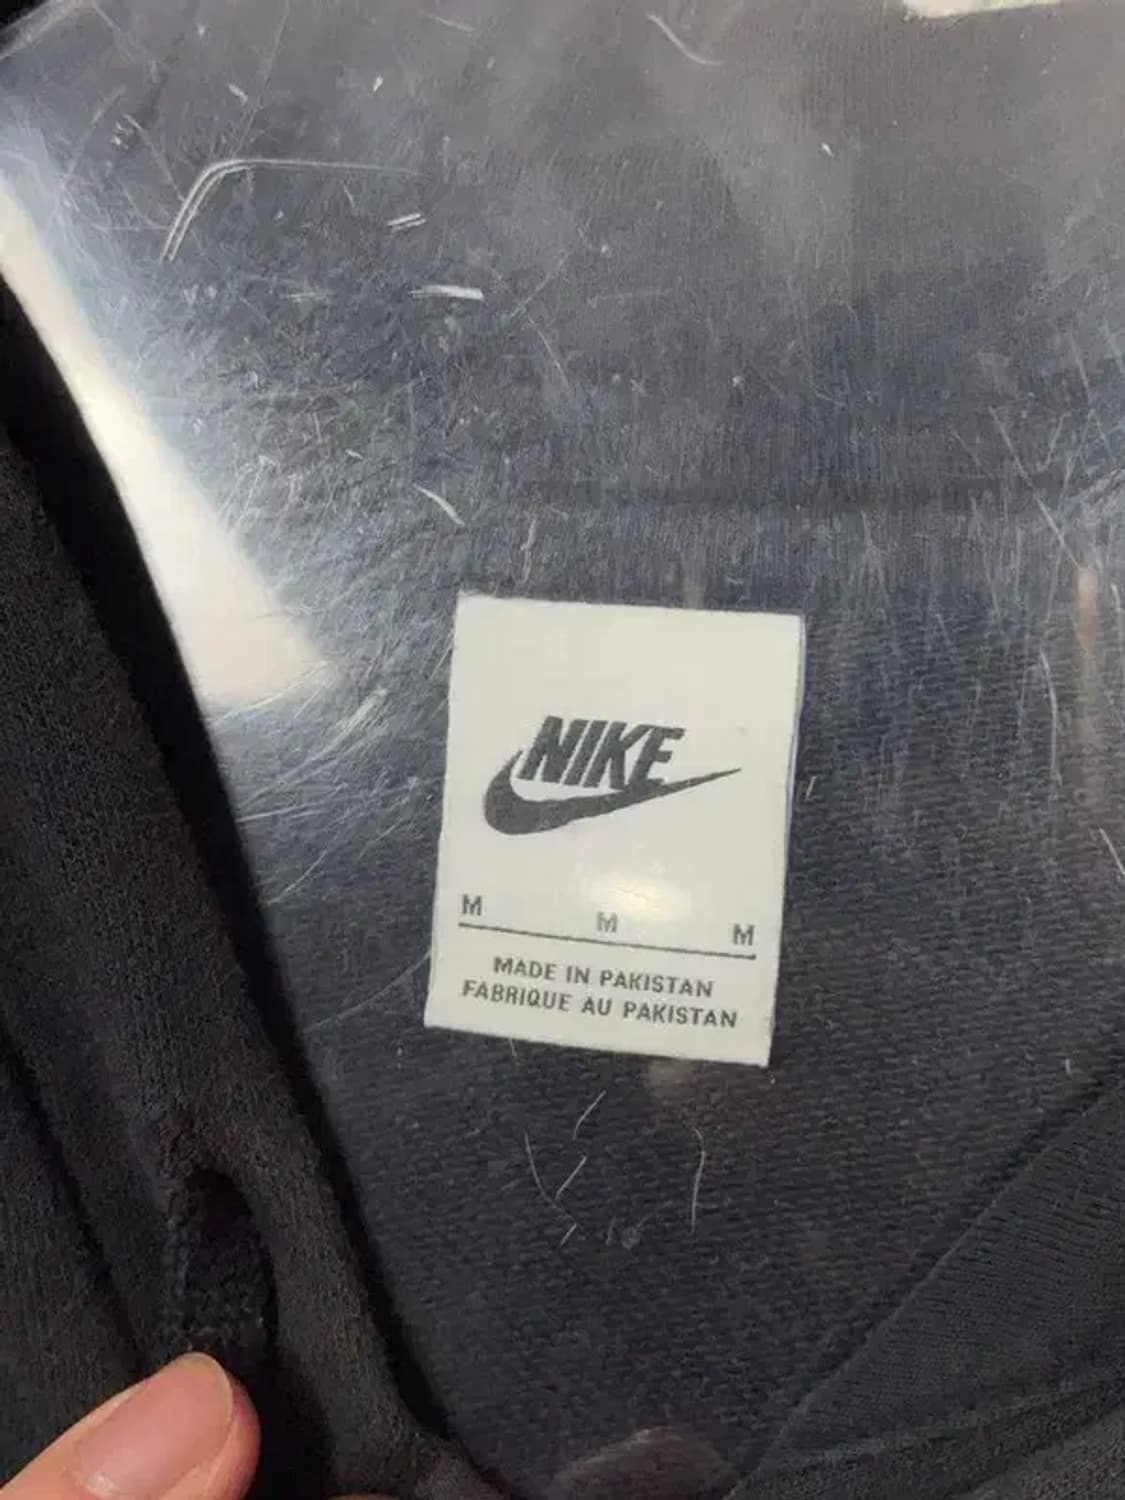 NIKE
M M M
MADE IN PAKISTAN
FABRIQUE AU PAKISTAN